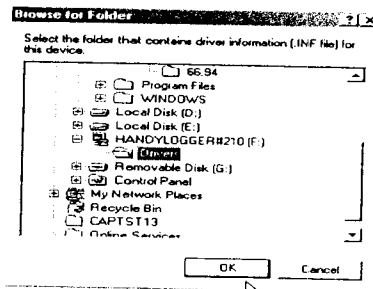 Browse for Folder
Select the folder that contains driver information (.INF file) for
this device.
66.94
Program Files
WINDOWS
Local Disk (D:)
Local Disk (E:)
HANDYLOGGER#210 (F:)
Drivers
Removable Disk (G:)
Control Panel
My Network Places
Recycle Bin
CAPTST13
Online Services
OK
Cancel